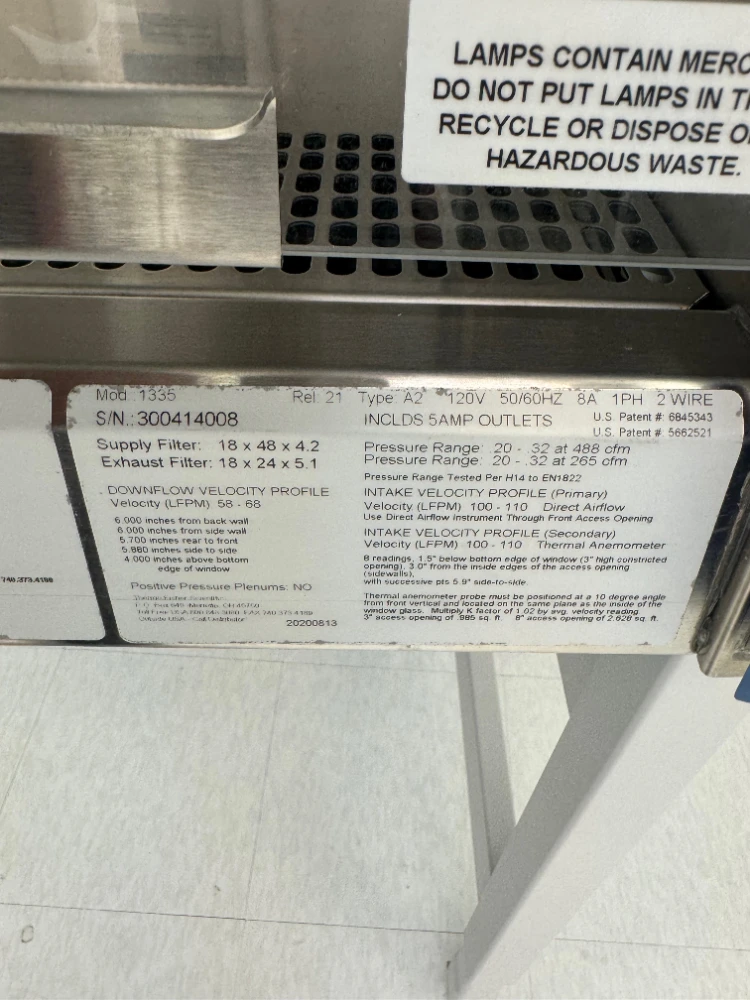 LAMPS CONTAIN
DO NOT PUT LAMPS IN
RECYCLE OR DISPOSE
HAZARDOUS WASTE.
Mod. 1335 Rel. 21 Type A2 120V 50/60HZ 8A 1PH 2 WIRE
S/N.: 300414008 INCLDS 5AMP OUTLETS U.S. Patent #: 6845343
U.S. Patent #: 5662521
Supply Filter: 18 x 48 x 4.2
Exhaust Filter: 18 x 24 x 5.1
Pressure Range: .20 - .32 at 488 cfm
Pressure Range: .20 - .32 at 265 cfm
Pressure Range Tested Per H14 to EN1822
DOWNFLOW VELOCITY PROFILE
Velocity (LFPM) 58 - 68
6.000 inches from back wall
6.000 inches from side wall
5.700 inches rear to front
5.880 inches side to side
4.000 inches above bottom
edge of window
Positive Pressure Plenums: NO
20200813
INTAKE VELOCITY PROFILE (Primary)
Velocity (LFPM) 100 - 110 Direct Airflow
Use Direct Airflow Instrument Through Front Access Opening
INTAKE VELOCITY PROFILE (Secondary)
Velocity (LFPM) 100 - 110 Thermal Anemometer
8 readings, 1.5" below bottom edge of window (3" high constricted
opening), 3.0" from the inside edges of the access opening
(sidewalls),
with successive pts 5.9" side-to-side.
Thermal anemometer probe must be positioned at a 10 degree angle
from front vertical and located on the same plane as the inside of the
window glass. Multiply K factor of 1.02 by avg. velocity reading.
3" access opening of .985 sq. ft. 8" access opening of 2.626 sq. ft.